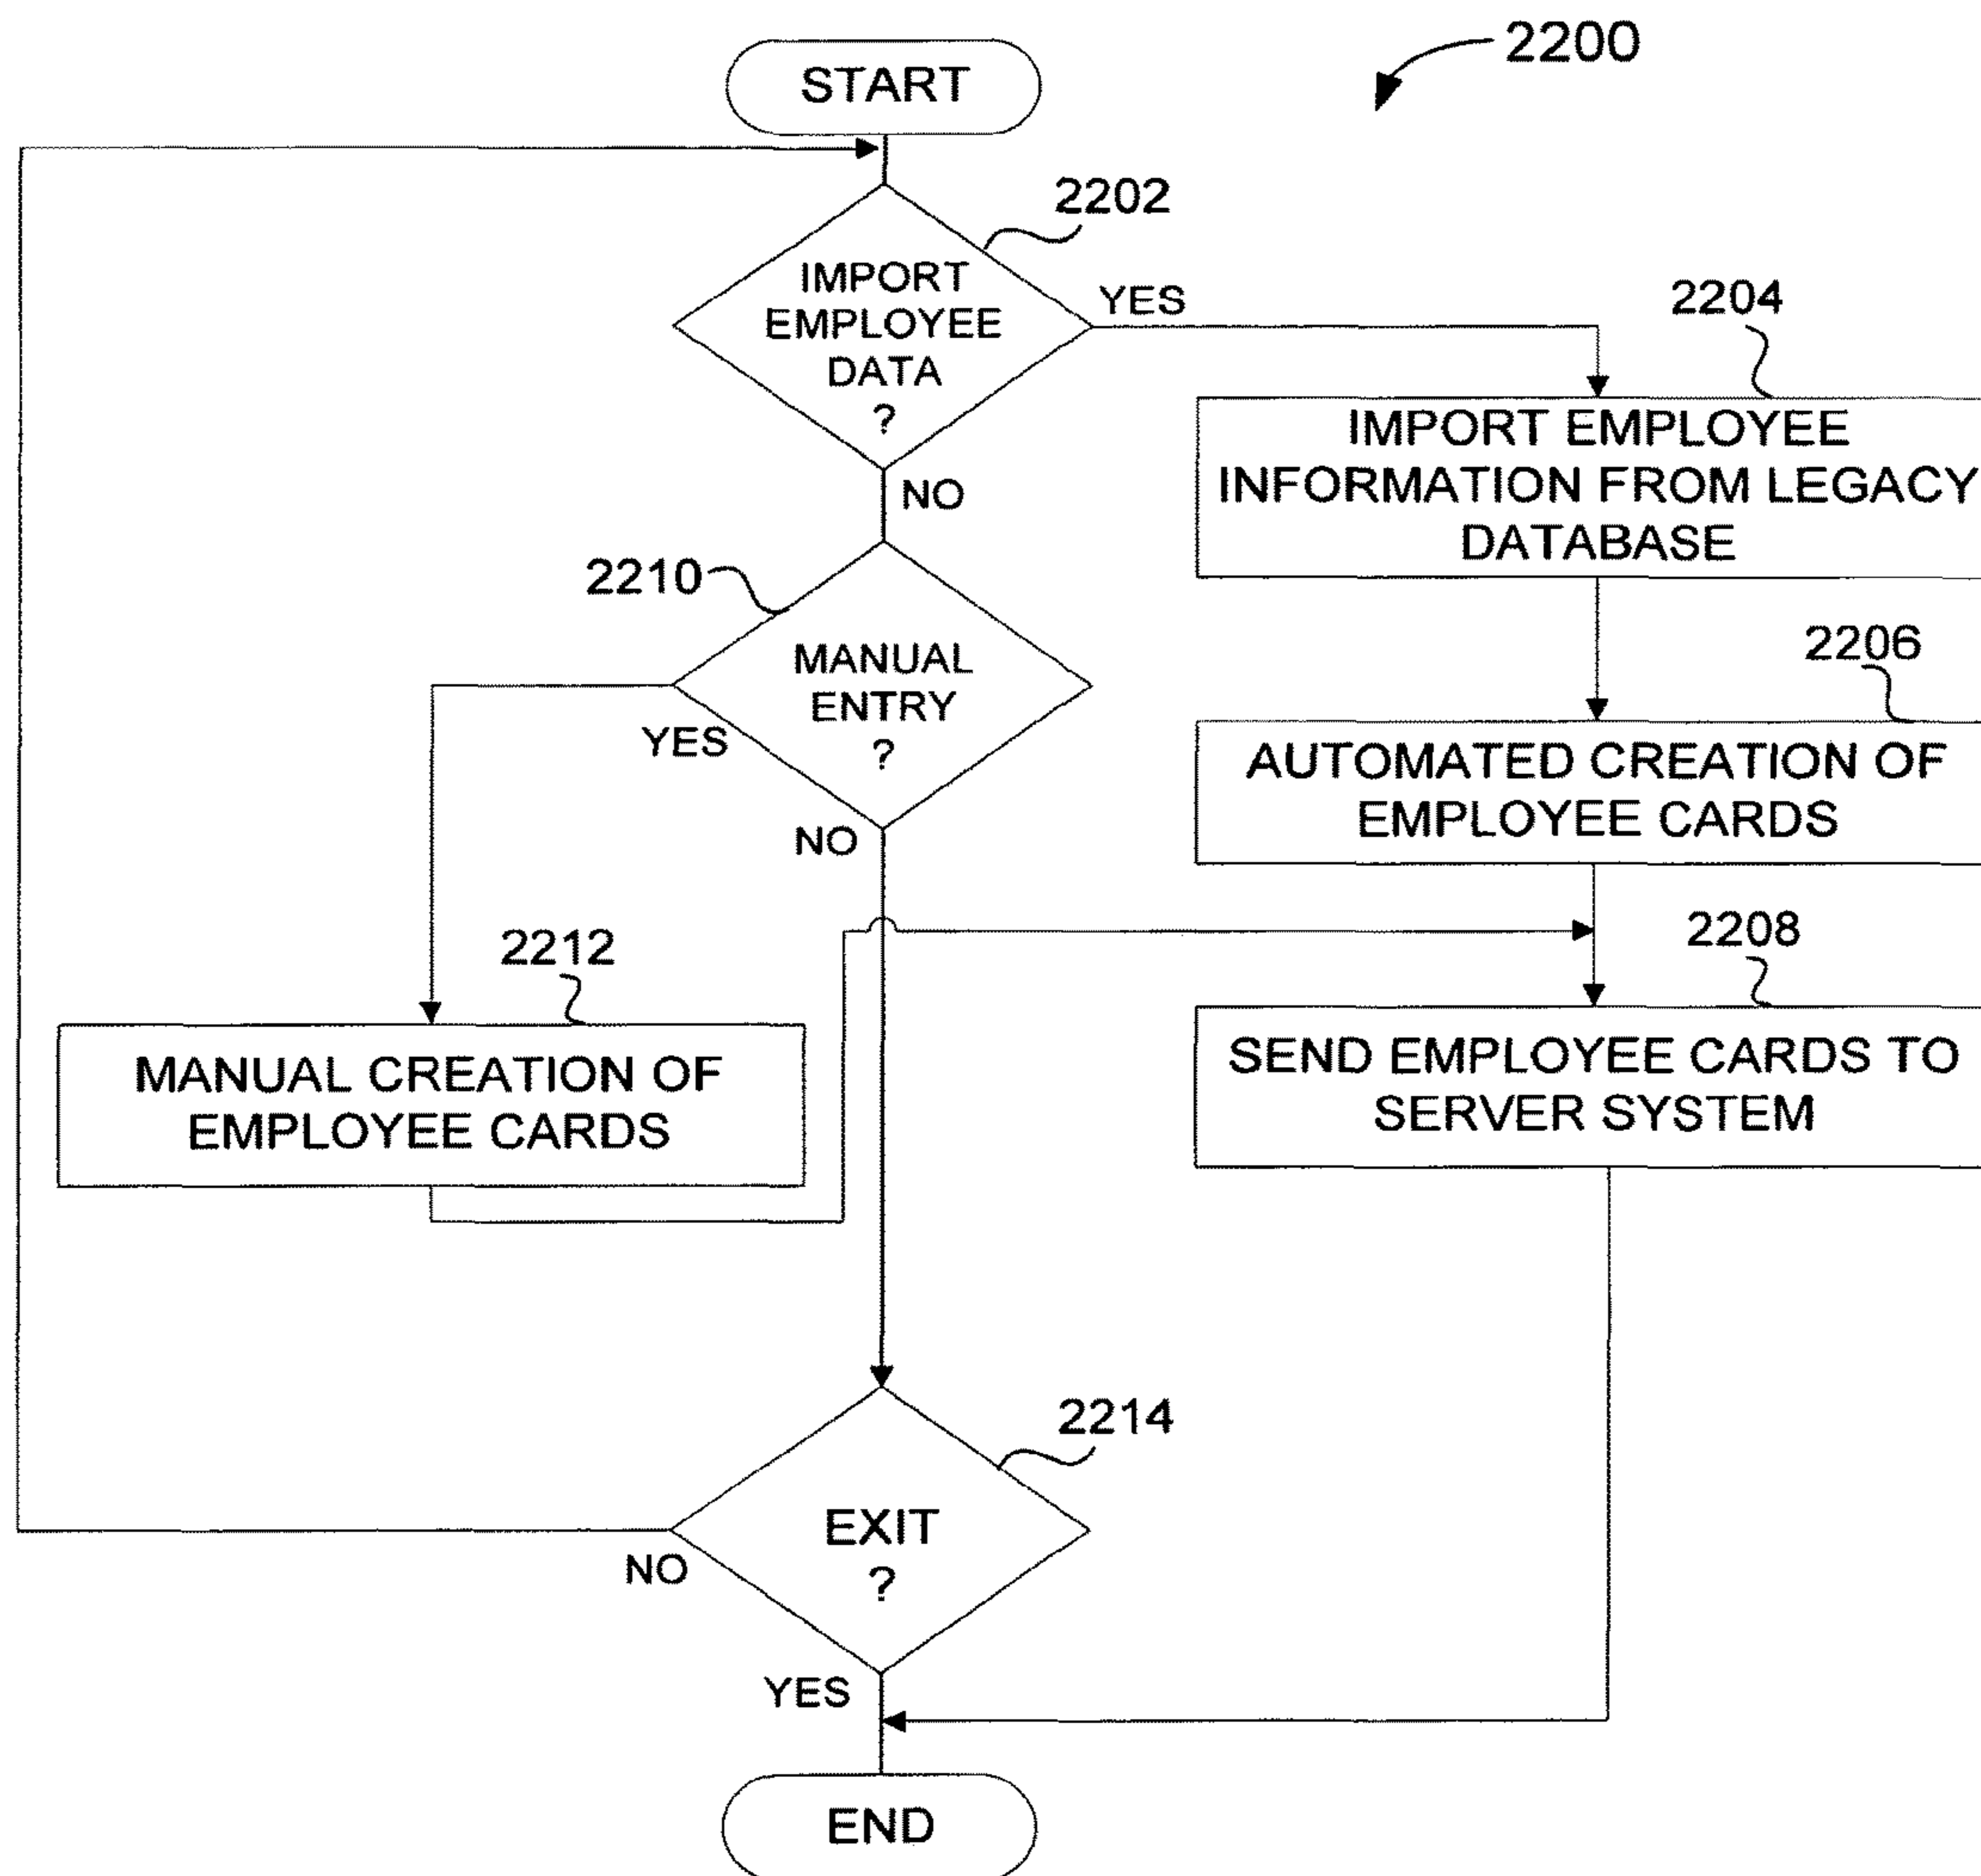 2200
START
2202
IMPORT
EMPLOYEE
DATA
?
YES
NO
2204
IMPORT EMPLOYEE
INFORMATION FROM LEGACY
DATABASE
2210
MANUAL
ENTRY
?
YES
NO
2206
AUTOMATED CREATION OF
EMPLOYEE CARDS
2212
MANUAL CREATION OF
EMPLOYEE CARDS
2208
SEND EMPLOYEE CARDS TO
SERVER SYSTEM
2214
EXIT
?
NO
YES
END